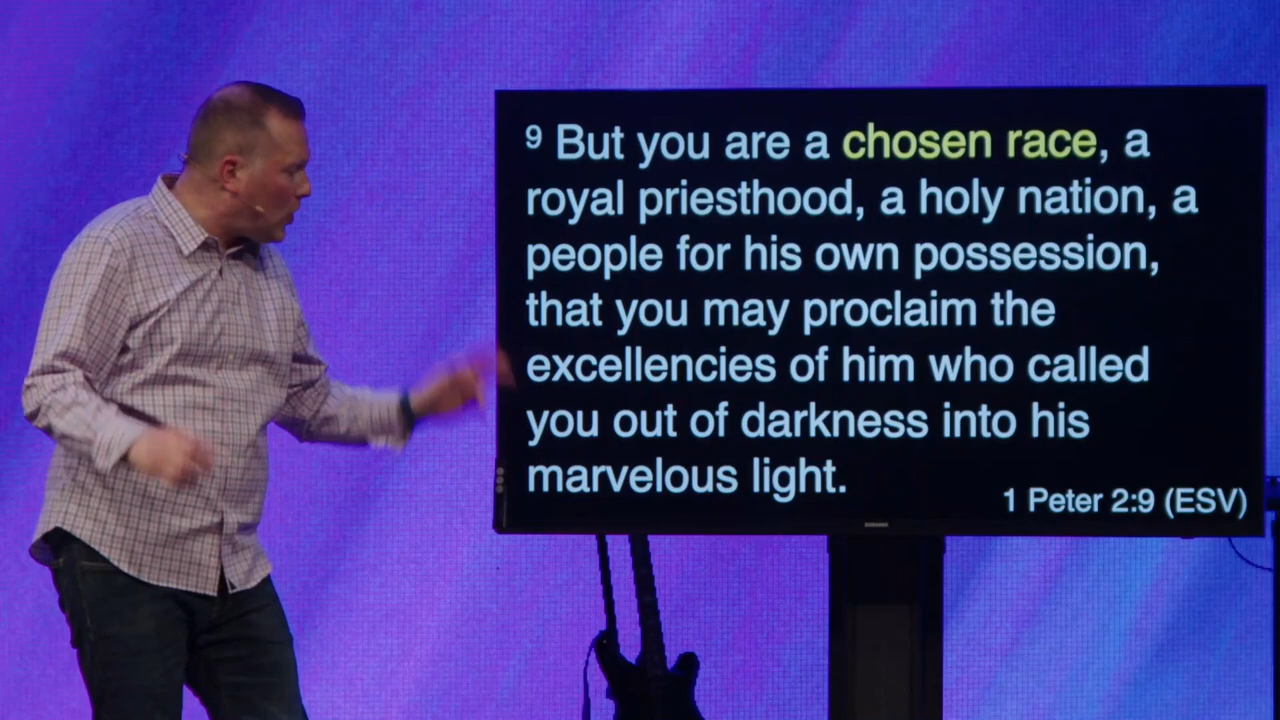 9 But you are a chosen race, a
royal priesthood, a holy nation, a
people for his own possession,
that you may proclaim the
excellencies of him who called
you out of darkness into his
marvelous light.
1 Peter 2:9 (ESV)